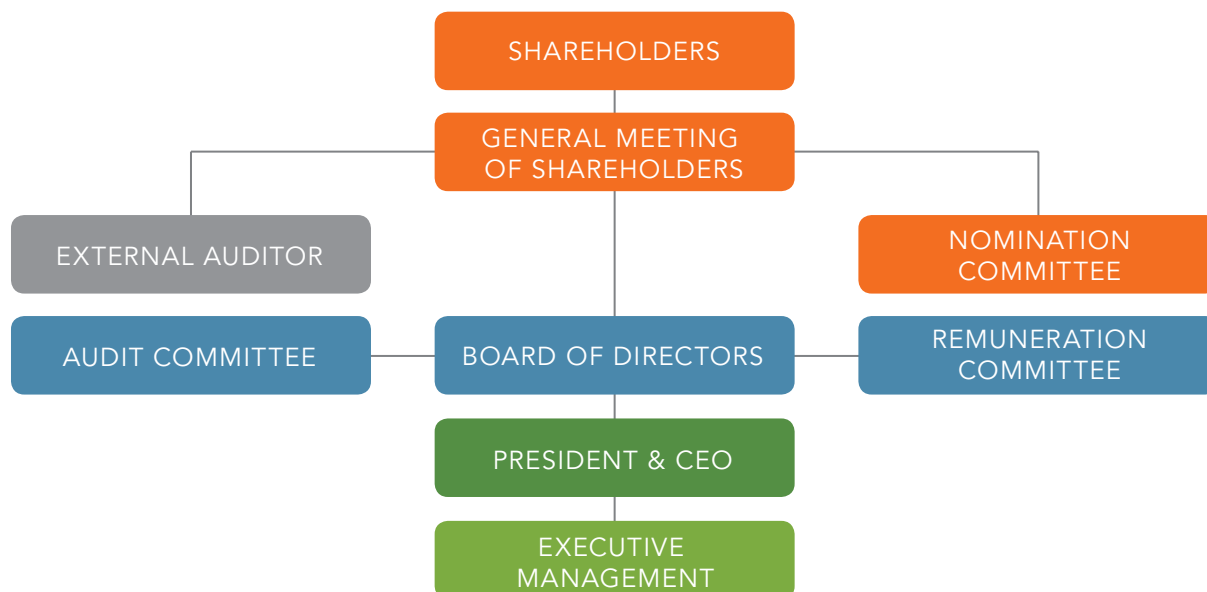 SHAREHOLDERS
GENERAL MEETING
OF SHAREHOLDERS
EXTERNAL AUDITOR
NOMINATION
COMMITTEE
AUDIT COMMITTEE
BOARD OF DIRECTORS
REMUNERATION
COMMITTEE
PRESIDENT & CEO
EXECUTIVE
MANAGEMENT